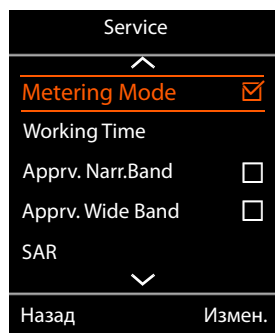 Service
Metering Mode
Working Time
Apprv. Narr.Band
Apprv. Wide Band
SAR
Назад Измен.